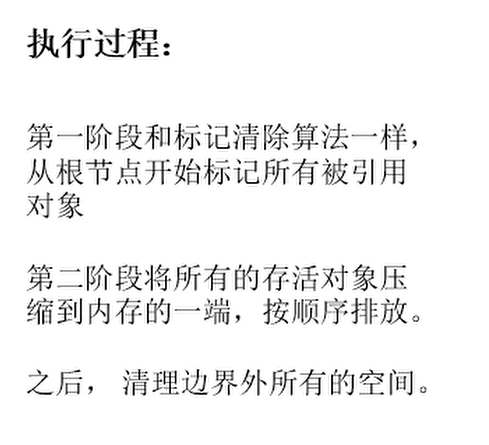 执行过程：
第一阶段和标记清除算法一样，
从根节点开始标记所有被引用
对象
第二阶段将所有的存活对象压
缩到内存的一端，按顺序排放。
之后， 清理边界外所有的空间。